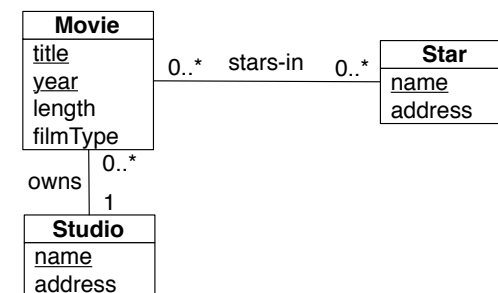 Movie
title
year
length
filmType
0..* stars-in 0..*
Star
name
address
0..*
owns
1
Studio
name
address